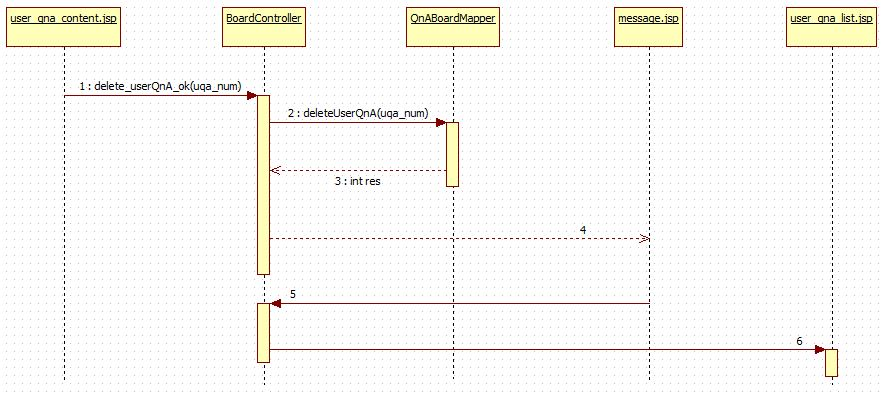 user_qna_content.jsp
BoardController
QnABoardMapper
message.jsp
user_qna_list.jsp
1 : delete_userQnA_ok(uqa_num)
2 : deleteUserQnA(uqa_num)
3 : int res
4
5
6